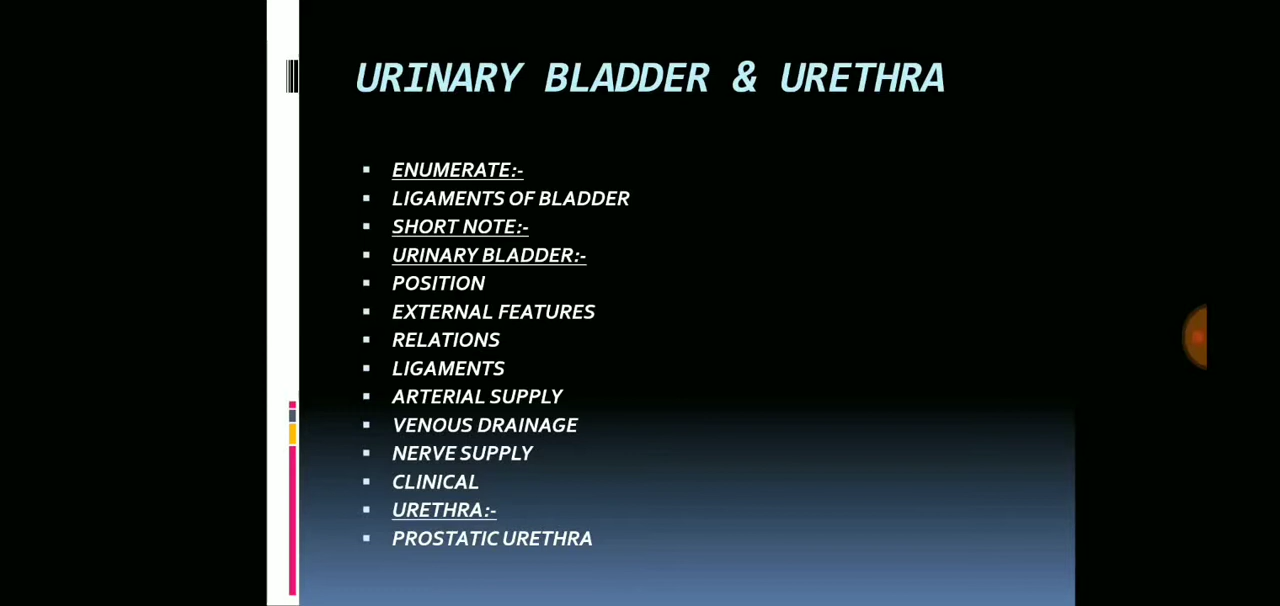 URINARY BLADDER & URETHRA
ENUMERATE:-
LIGAMENTS OF BLADDER
SHORT NOTE:-
URINARY BLADDER:-
POSITION
EXTERNAL FEATURES
RELATIONS
LIGAMENTS
ARTERIAL SUPPLY
VENOUS DRAINAGE
NERVE SUPPLY
CLINICAL
URETHRA:-
PROSTATIC URETHRA